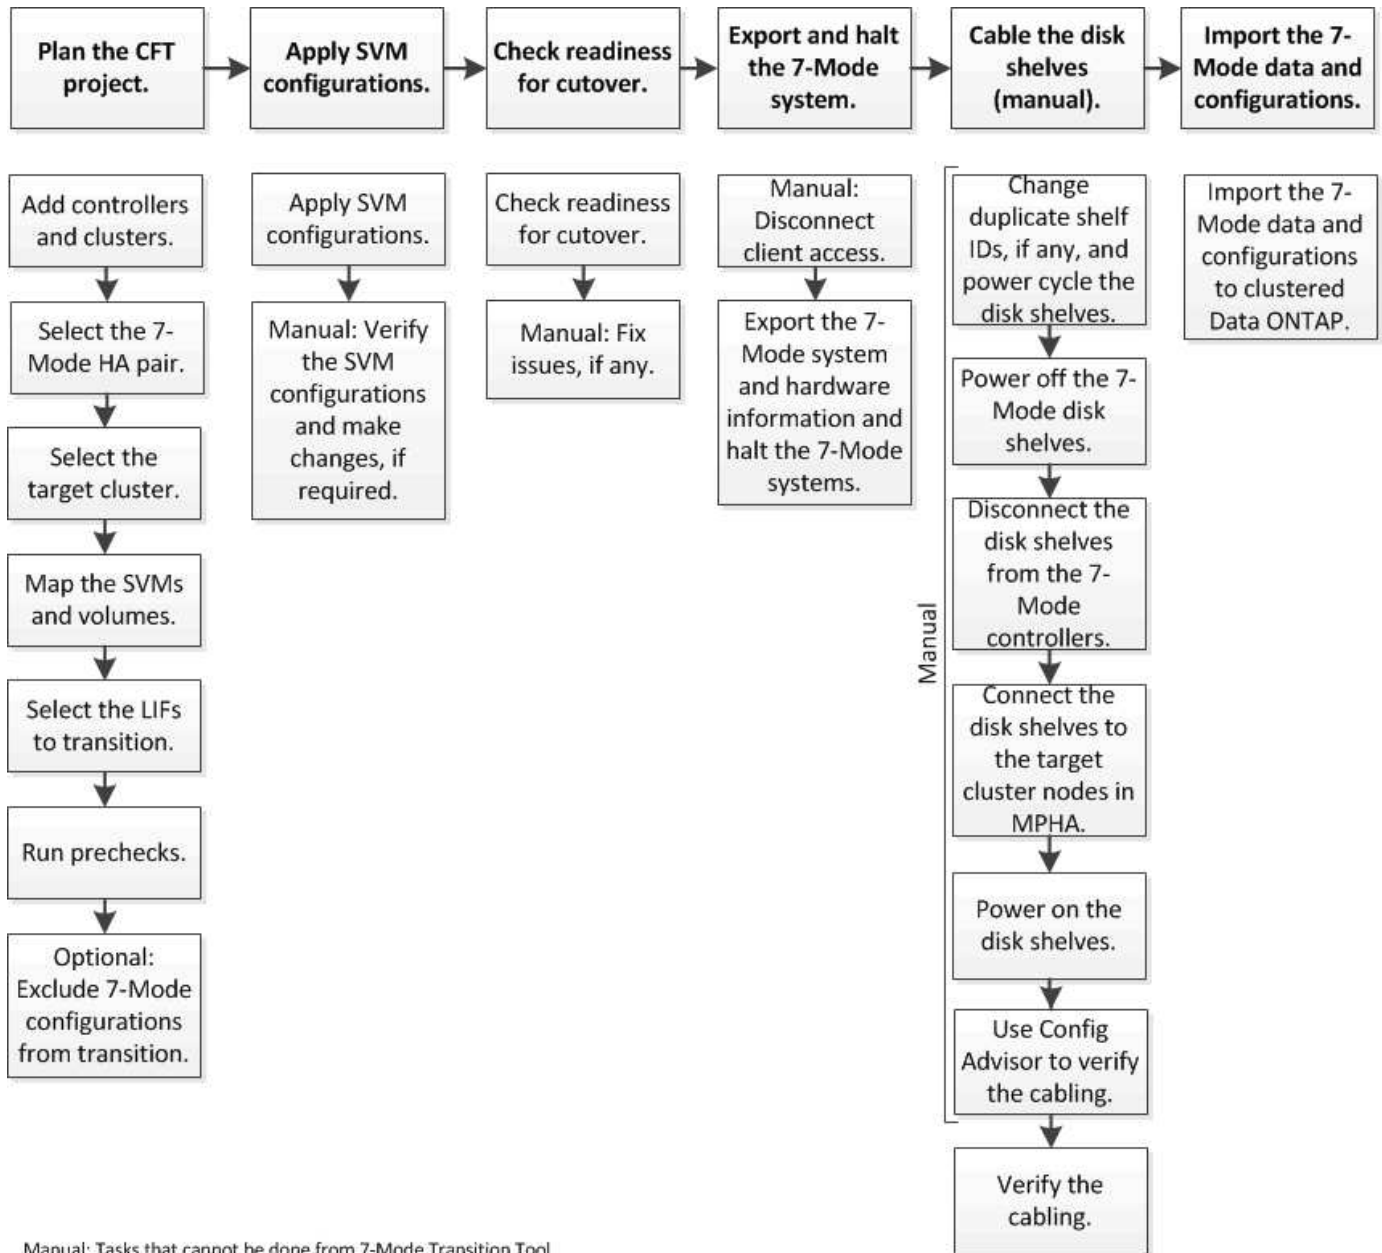 Plan the CFT
project.
Apply SVM
configurations.
Check readiness
for cutover.
Export and halt
the 7-Mode
system.
Cable the disk
shelves
(manual).
Import the 7-
Mode data and
configurations.
Add controllers
and clusters.
Select the 7-
Mode HA pair.
Select the
target cluster.
Map the SVMs
and volumes.
Select the LIFs
to transition.
Run prechecks.
Optional:
Exclude 7-Mode
configurations
from transition.
Apply SVM
configurations.
Manual: Verify
the SVM
configurations
and make
changes, if
required.
Check readiness
for cutover.
Manual: Fix
issues, if any.
Manual:
Disconnect
client access.
Export the 7-
Mode system
and hardware
information and
halt the 7-Mode
systems.
Manual
Change
duplicate shelf
IDs, if any, and
power cycle the
disk shelves.
Power off the 7-
Mode disk
shelves.
Disconnect the
disk shelves
from the 7-
Mode
controllers.
Connect the
disk shelves to
the target
cluster nodes in
MPHA.
Power on the
disk shelves.
Use Config
Advisor to verify
the cabling.
Verify the
cabling.
Import the 7-
Mode data and
configurations
to clustered
Data ONTAP.
Manual: Tasks that cannot be done from 7-Mode Transition Tool